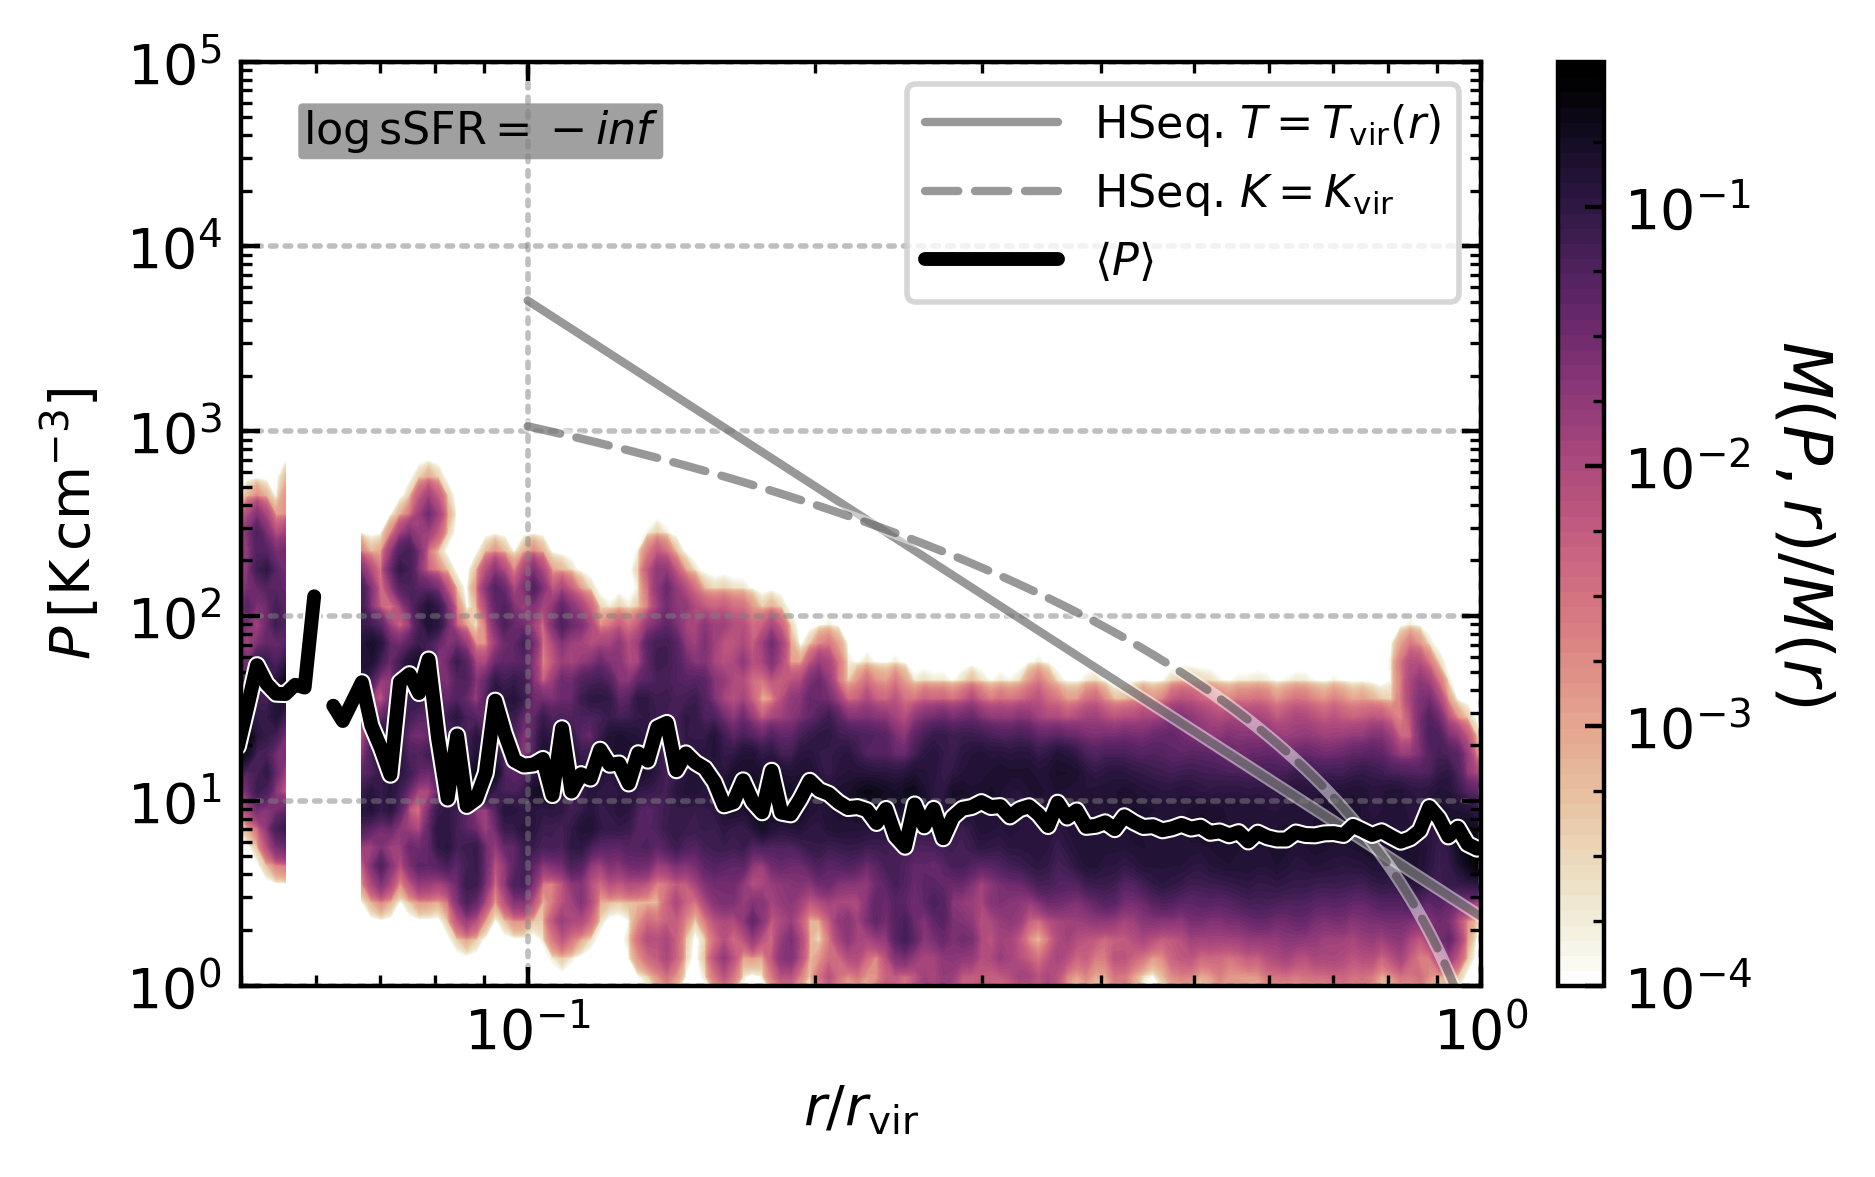 log sSFR = − inf
HSeq. T = T_vir(r)
HSeq. K = K_vir
⟨P⟩
10^5
10^4
10^3
10^2
10^1
10^0
P [K cm^−3]
10^−1
10^0
r/r_vir
10^−1
10^−2
10^−3
10^−4
M(P, r)/M(r)